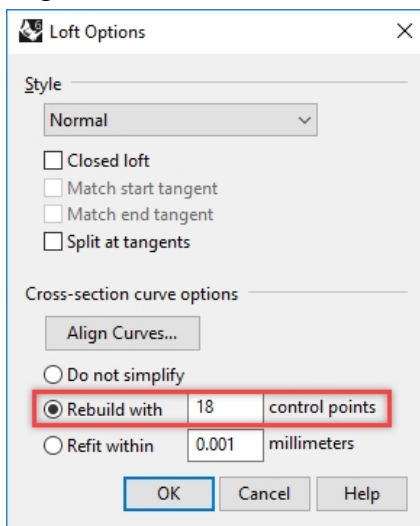 Loft Options
Style
Normal
Closed loft
Match start tangent
Match end tangent
Split at tangents
Cross-section curve options
Align Curves...
Do not simplify
Rebuild with 18 control points
Refit within 0.001 millimeters
OK Cancel Help